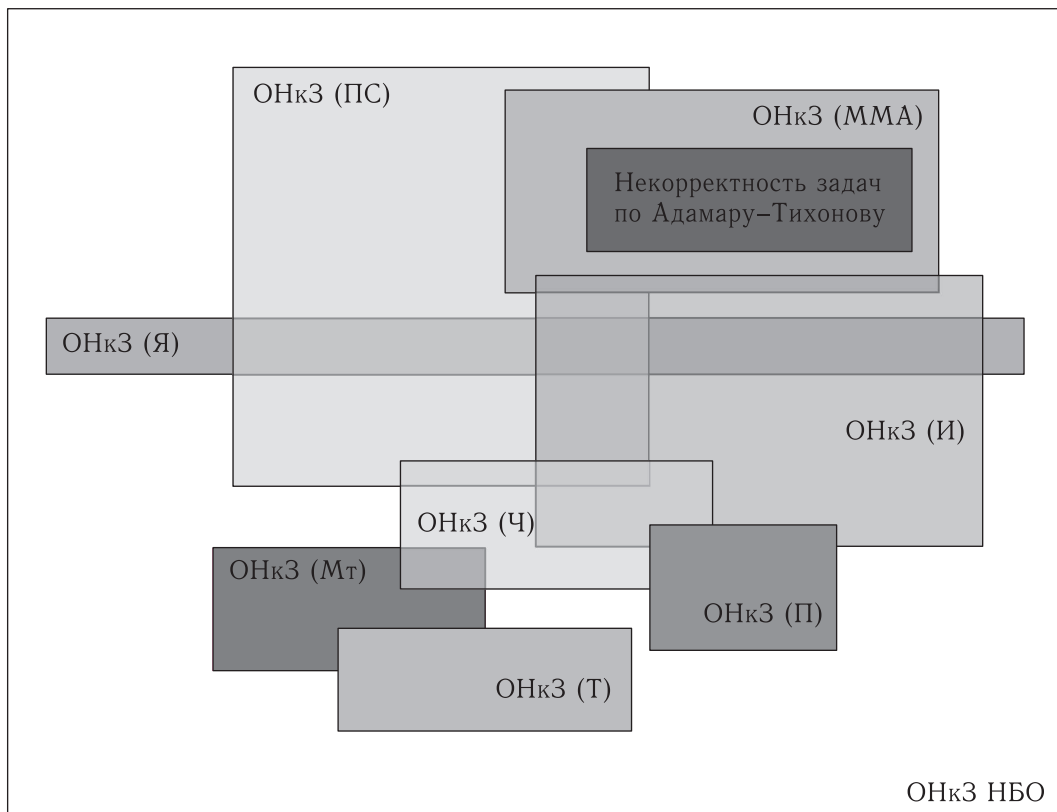 ОНкЗ (ПС)
ОНкЗ (ММА)
Некорректность задач
по Адамару–Тихонову
ОНкЗ (Я)
ОНкЗ (И)
ОНкЗ (Ч)
ОНкЗ (Мт)
ОНкЗ (П)
ОНкЗ (Т)
ОНкЗ НБО